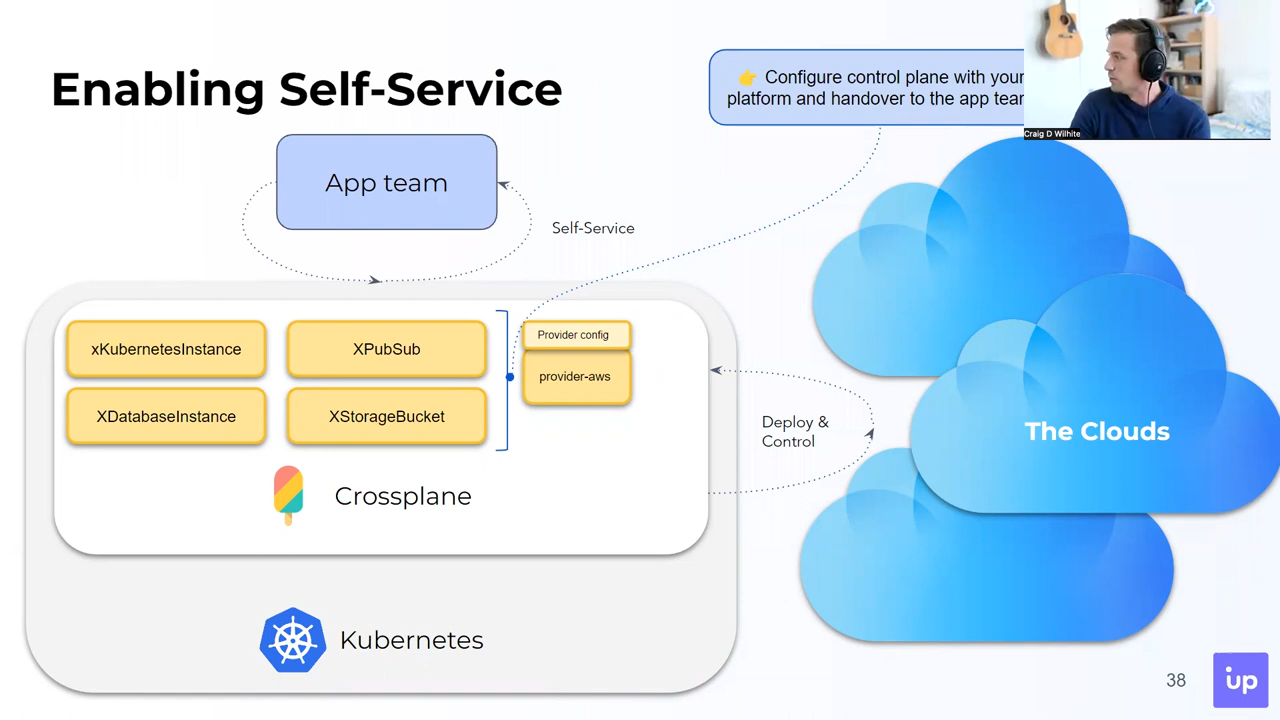 Enabling Self-Service
👉 Configure control plane with your
platform and handover to the app team
Craig D Wilhite
App team
Self-Service
xKubernetesInstance
XPubSub
Provider config
provider-aws
XDatabaseInstance
XStorageBucket
Deploy &
Control
The Clouds
Crossplane
Kubernetes
38
up